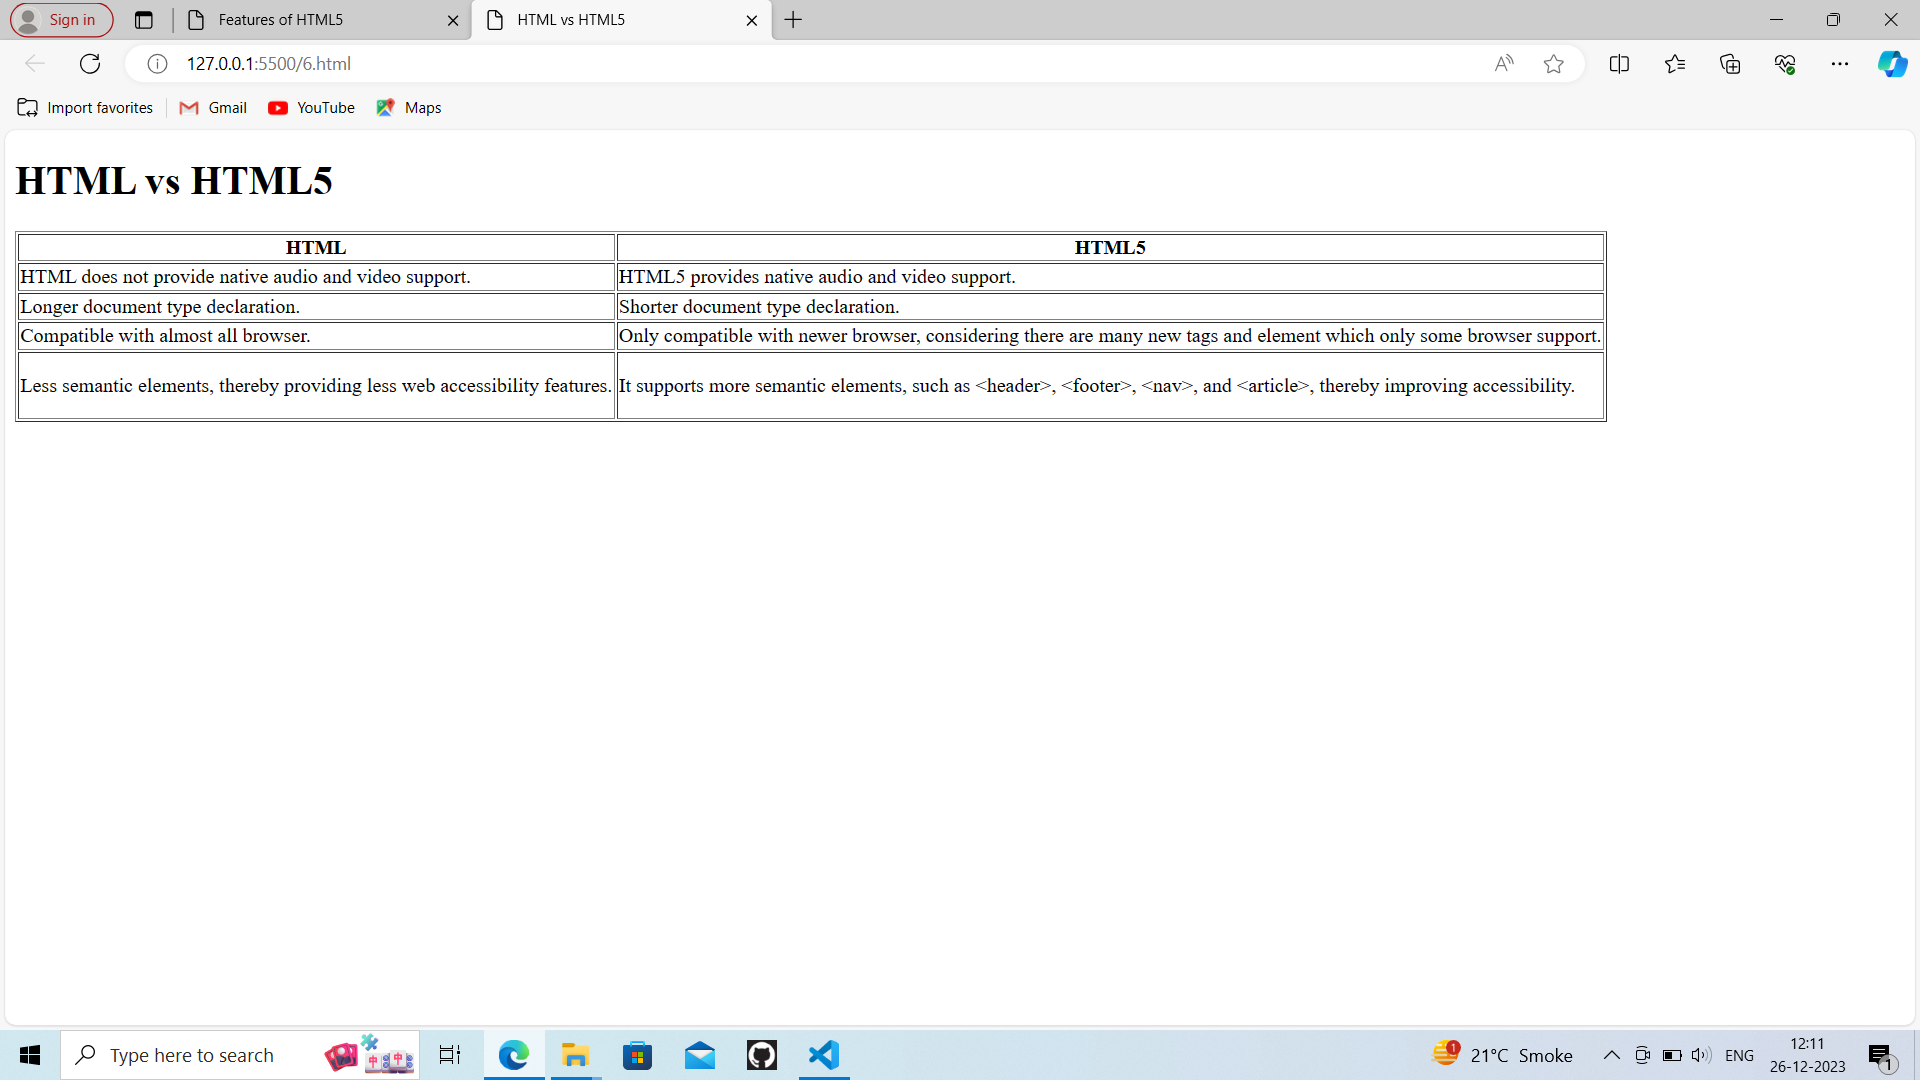 Sign in
Features of HTML5
HTML vs HTML5
127.0.0.1:5500/6.html
Import favorites
Gmail
YouTube
Maps
HTML vs HTML5
HTML HTML5
HTML does not provide native audio and video support. HTML5 provides native audio and video support.
Longer document type declaration. Shorter document type declaration.
Compatible with almost all browser. Only compatible with newer browser, considering there are many new tags and element which only some browser support.
Less semantic elements, thereby providing less web accessibility features. It supports more semantic elements, such as <header>, <footer>, <nav>, and <article>, thereby improving accessibility.
Type here to search
1
21°C Smoke
ENG
12:11
26-12-2023
1